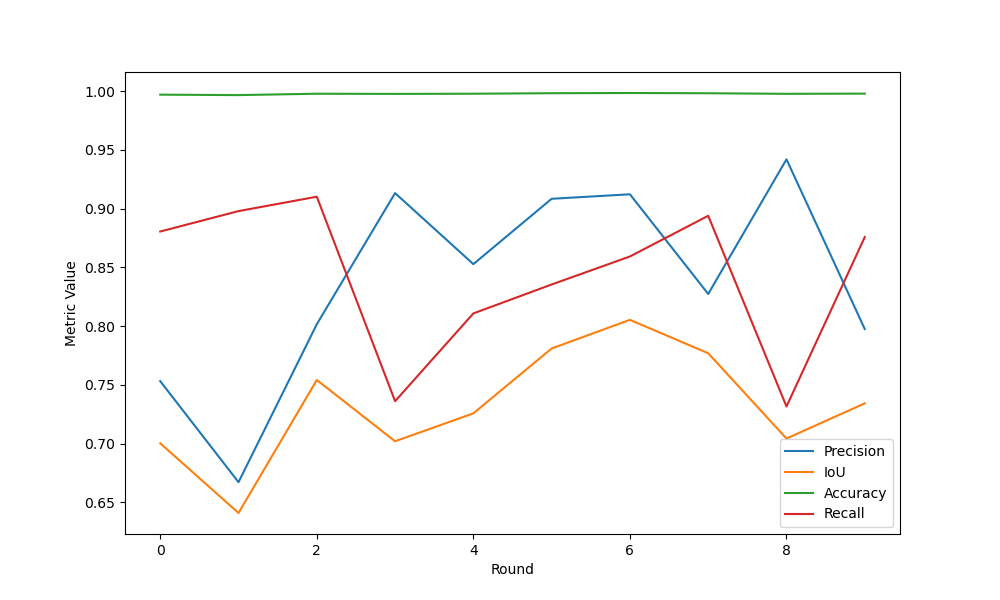 1.00
0.95
0.90
0.85
0.80
0.75
0.70
0.65
Metric Value
0 2 4 6 8
Round
Precision
IoU
Accuracy
Recall